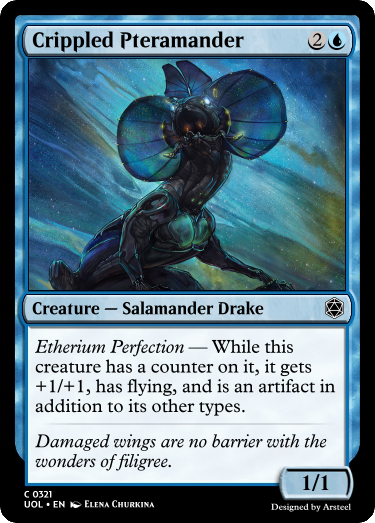 Crippled Pteramander 2
Creature — Salamander Drake
Etherium Perfection — While this
creature has a counter on it, it gets
+1/+1, has flying, and is an artifact in
addition to its other types.
Damaged wings are no barrier with the
wonders of filigree.
1/1
C 0321
UOL • EN Elena Churkina
Designed by Arsteel